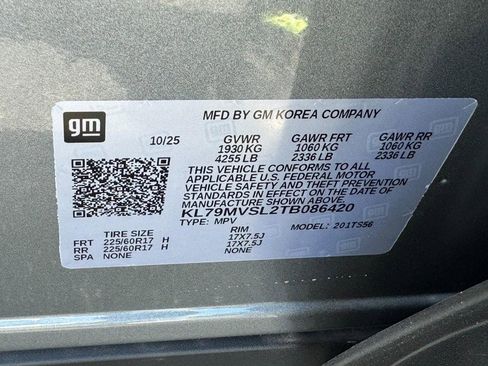 gm
MFD BY GM KOREA COMPANY
10/25 GVWR GAWR FRT GAWR RR
1930 KG 1060 KG 1060 KG
4255 LB 2336 LB 2336 LB
THIS VEHICLE CONFORMS TO ALL
APPLICABLE U.S. FEDERAL MOTOR
VEHICLE SAFETY AND THEFT PREVENTION
STANDARDS IN EFFECT ON THE DATE OF
MANUFACTURE SHOWN ABOVE.
KL79MVSL2TB086420
TYPE: MPV MODEL: 201TS56
TIRE SIZE RIM
FRT 225/60R17 H 17X7.5J
RR 225/60R17 H 17X7.5J
SPA NONE NONE